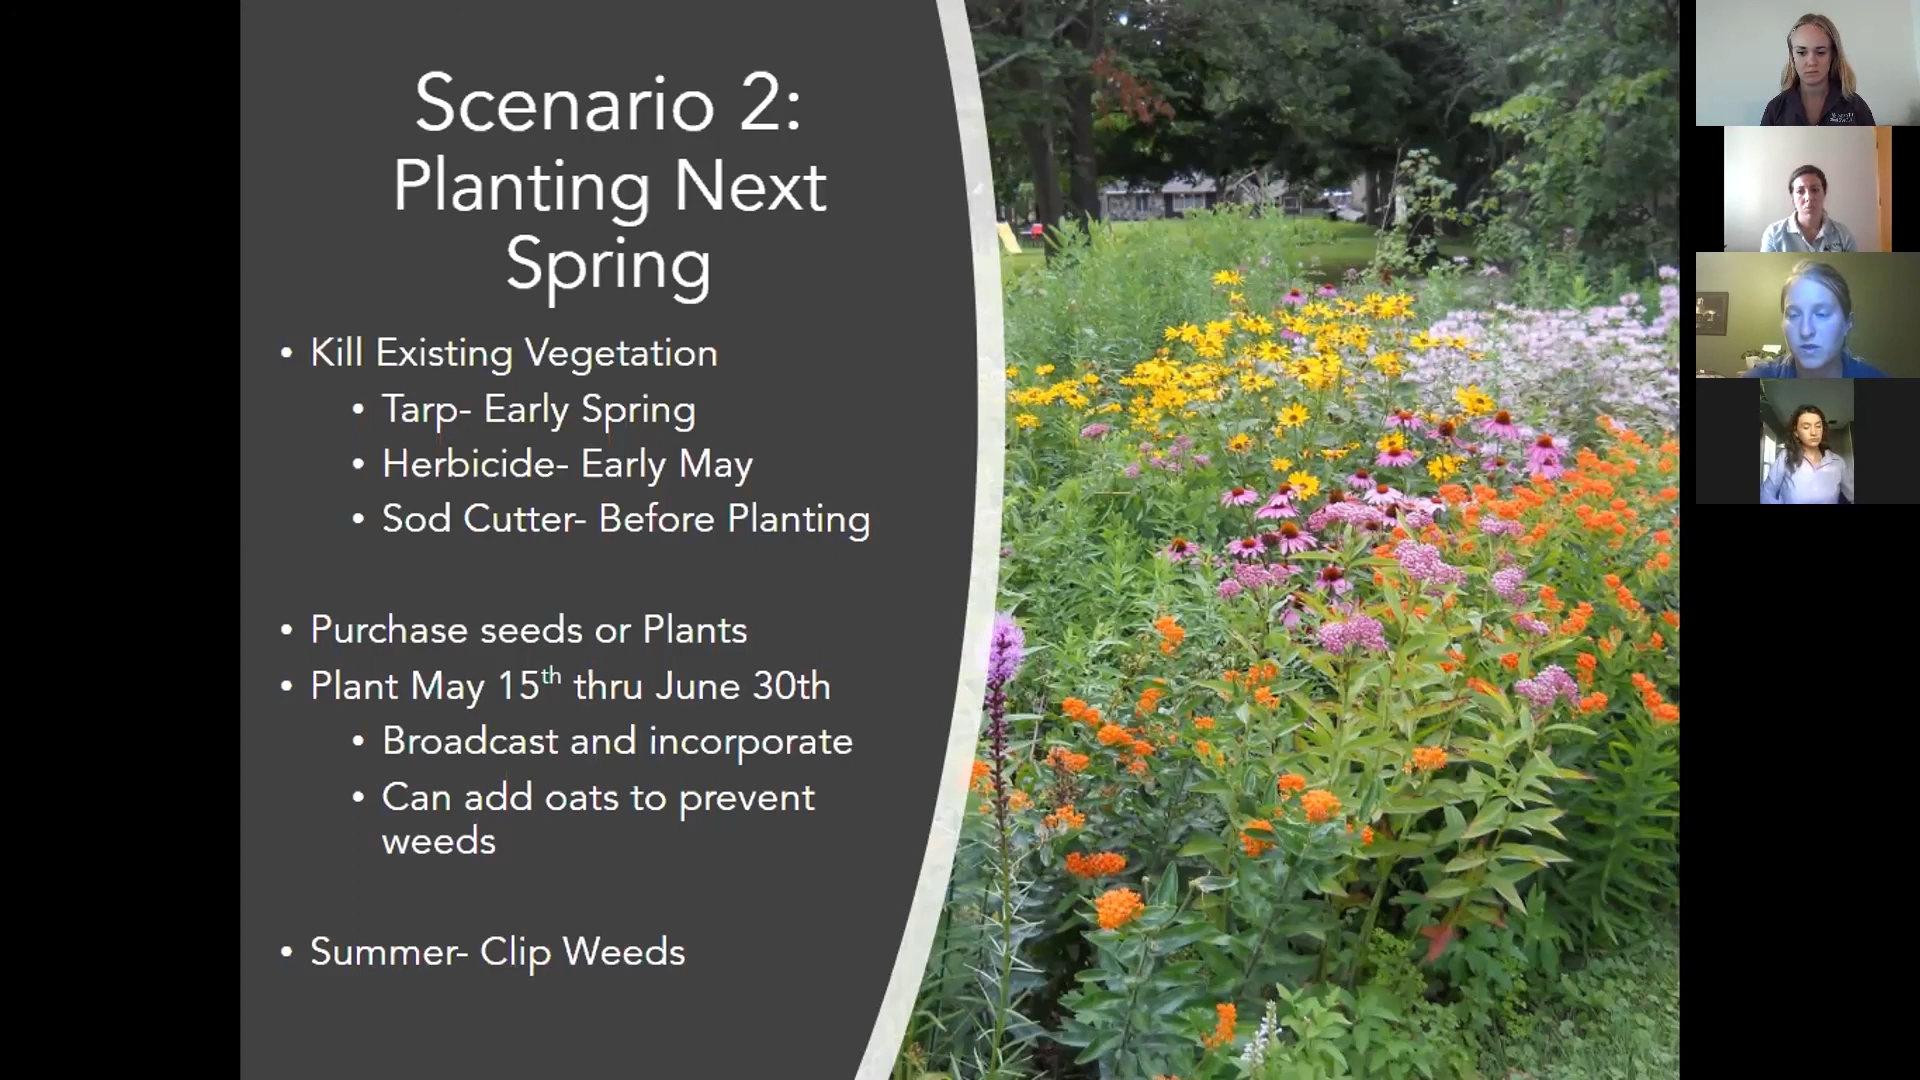 Scenario 2:
Planting Next
Spring
• Kill Existing Vegetation
• Tarp- Early Spring
• Herbicide- Early May
• Sod Cutter- Before Planting
• Purchase seeds or Plants
• Plant May 15th thru June 30th
• Broadcast and incorporate
• Can add oats to prevent
weeds
• Summer- Clip Weeds